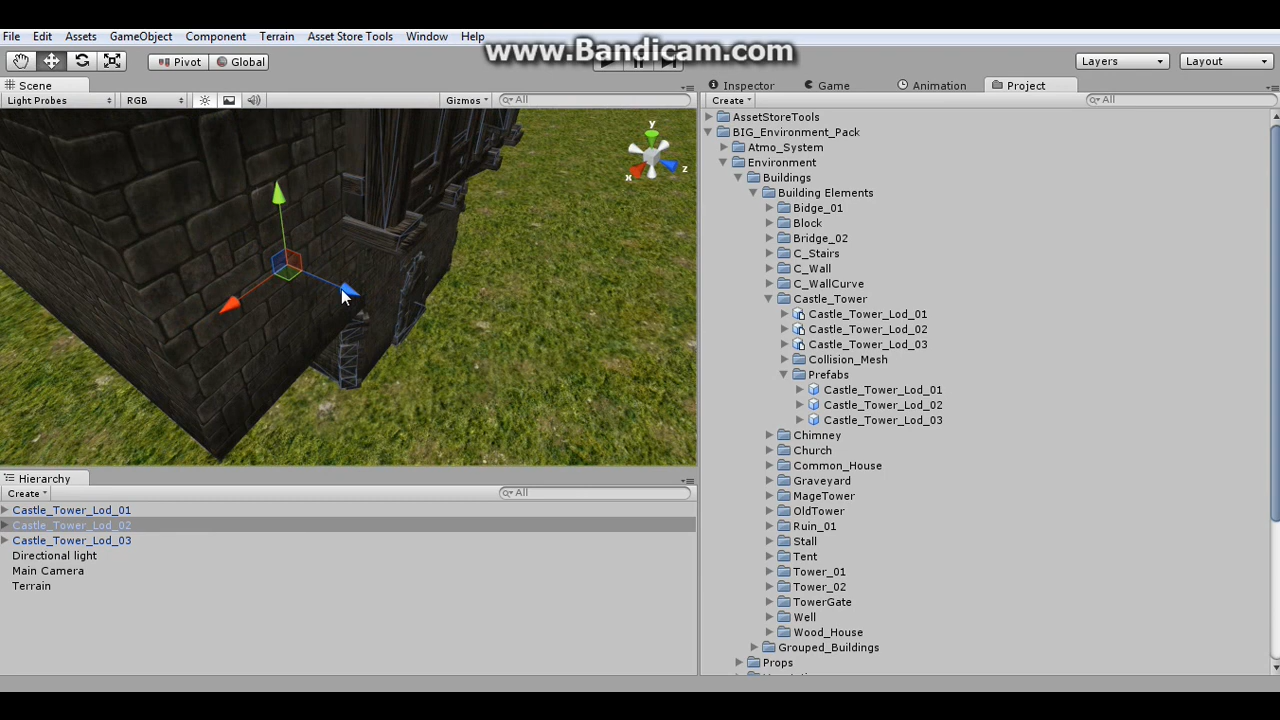 File Edit Assets GameObject Component Terrain Asset Store Tools Window Help
www.Bandicam.com
Pivot Global Layers Layout
Scene
Light Probes RGB Gizmos All
y
x
z
Hierarchy
Create All
Castle_Tower_Lod_01
Castle_Tower_Lod_02
Castle_Tower_Lod_03
Directional light
Main Camera
Terrain
Inspector Game Animation Project
Create All
AssetStoreTools
BIG_Environment_Pack
Atmo_System
Environment
Buildings
Building Elements
Bidge_01
Block
Bridge_02
C_Stairs
C_Wall
C_WallCurve
Castle_Tower
Castle_Tower_Lod_01
Castle_Tower_Lod_02
Castle_Tower_Lod_03
Collision_Mesh
Prefabs
Castle_Tower_Lod_01
Castle_Tower_Lod_02
Castle_Tower_Lod_03
Chimney
Church
Common_House
Graveyard
MageTower
OldTower
Ruin_01
Stall
Tent
Tower_01
Tower_02
TowerGate
Well
Wood_House
Grouped_Buildings
Props